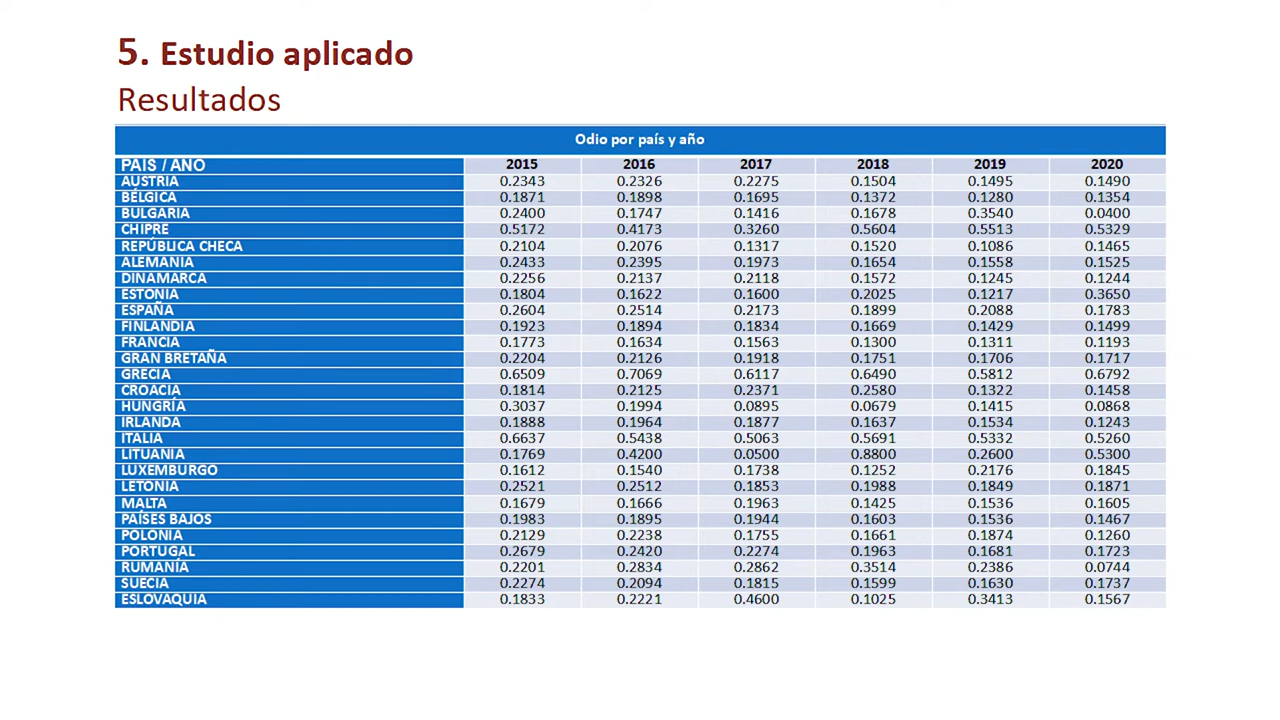 5. Estudio aplicado
Resultados
Odio por país y año
PAIS / AÑO 2015 2016 2017 2018 2019 2020
AUSTRIA 0.2343 0.2326 0.2275 0.1504 0.1495 0.1490
BÉLGICA 0.1871 0.1898 0.1695 0.1372 0.1280 0.1354
BULGARIA 0.2400 0.1747 0.1416 0.1678 0.3540 0.0400
CHIPRE 0.5172 0.4173 0.3260 0.5604 0.5513 0.5329
REPÚBLICA CHECA 0.2104 0.2076 0.1317 0.1520 0.1086 0.1465
ALEMANIA 0.2433 0.2395 0.1973 0.1654 0.1558 0.1525
DINAMARCA 0.2256 0.2137 0.2118 0.1572 0.1245 0.1244
ESTONIA 0.1804 0.1622 0.1600 0.2025 0.1217 0.3650
ESPAÑA 0.2604 0.2514 0.2173 0.1899 0.2088 0.1783
FINLANDIA 0.1923 0.1894 0.1834 0.1669 0.1429 0.1499
FRANCIA 0.1773 0.1634 0.1563 0.1300 0.1311 0.1193
GRAN BRETAÑA 0.2204 0.2126 0.1918 0.1751 0.1706 0.1717
GRECIA 0.6509 0.7069 0.6117 0.6490 0.5812 0.6792
CROACIA 0.1814 0.2125 0.2371 0.2580 0.1322 0.1458
HUNGRÍA 0.3037 0.1994 0.0895 0.0679 0.1415 0.0868
IRLANDA 0.1888 0.1964 0.1877 0.1637 0.1534 0.1243
ITALIA 0.6637 0.5438 0.5063 0.5691 0.5332 0.5260
LITUANIA 0.1769 0.4200 0.0500 0.8800 0.2600 0.5300
LUXEMBURGO 0.1612 0.1540 0.1738 0.1252 0.2176 0.1845
LETONIA 0.2521 0.2512 0.1853 0.1988 0.1849 0.1871
MALTA 0.1679 0.1666 0.1963 0.1425 0.1536 0.1605
PAÍSES BAJOS 0.1983 0.1895 0.1944 0.1603 0.1536 0.1467
POLONIA 0.2129 0.2238 0.1755 0.1661 0.1874 0.1260
PORTUGAL 0.2679 0.2420 0.2274 0.1963 0.1681 0.1723
RUMANÍA 0.2201 0.2834 0.2862 0.3514 0.2386 0.0744
SUECIA 0.2274 0.2094 0.1815 0.1599 0.1630 0.1737
ESLOVAQUIA 0.1833 0.2221 0.4600 0.1025 0.3413 0.1567